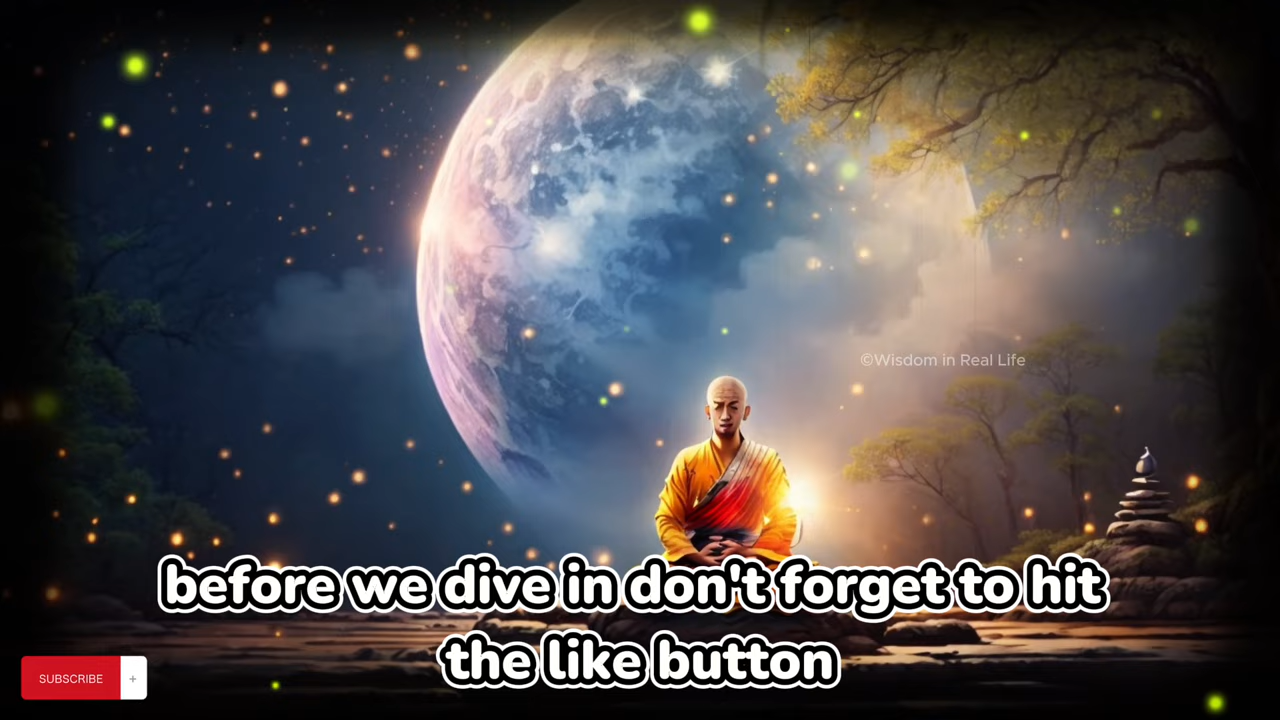 ©Wisdom in Real Life
before we dive in don't forget to hit
the like button
SUBSCRIBE +